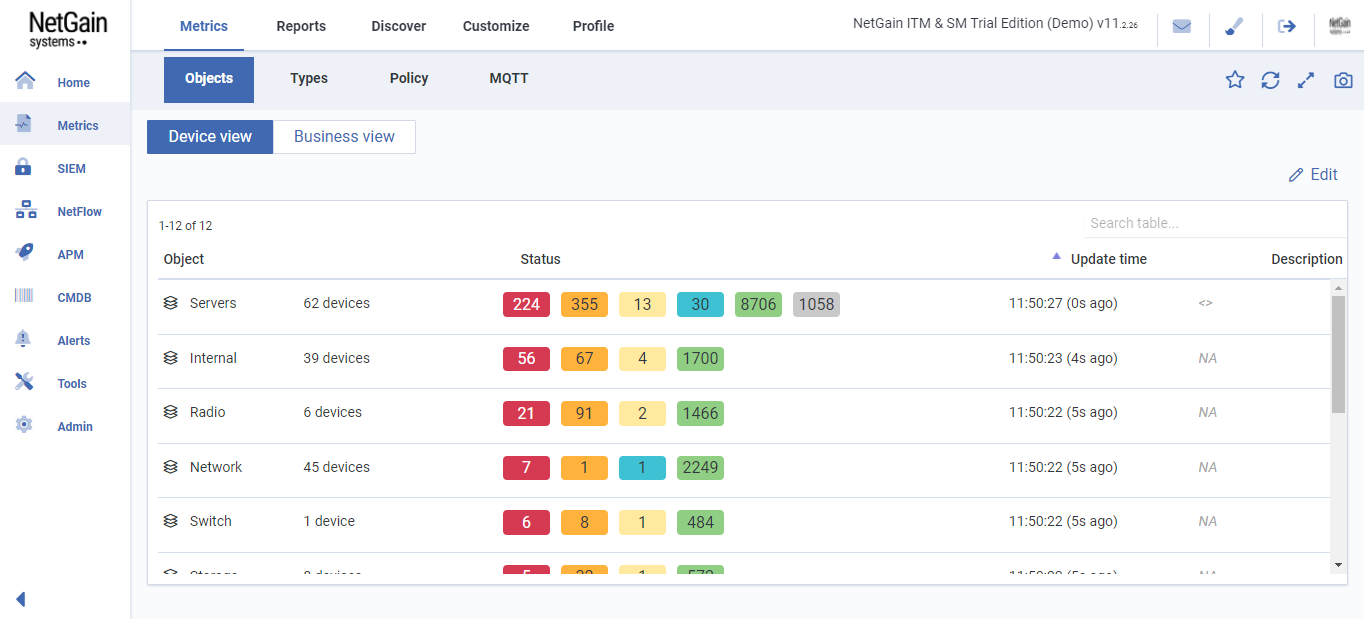 NetGain
systems
Metrics Reports Discover Customize Profile
NetGain ITM & SM Trial Edition (Demo) v11.2.26
NetGain
Home
Metrics
SIEM
NetFlow
APM
CMDB
Alerts
Tools
Admin
Objects Types Policy MQTT
Device view Business view
Edit
1-12 of 12 Search table...
Object Status Update time Description
Servers 62 devices 224 355 13 30 8706 1058 11:50:27 (0s ago) <>
Internal 39 devices 56 67 4 1700 11:50:23 (4s ago) NA
Radio 6 devices 21 91 2 1466 11:50:22 (5s ago) NA
Network 45 devices 7 1 1 2249 11:50:22 (5s ago) NA
Switch 1 device 6 8 1 484 11:50:22 (5s ago) NA